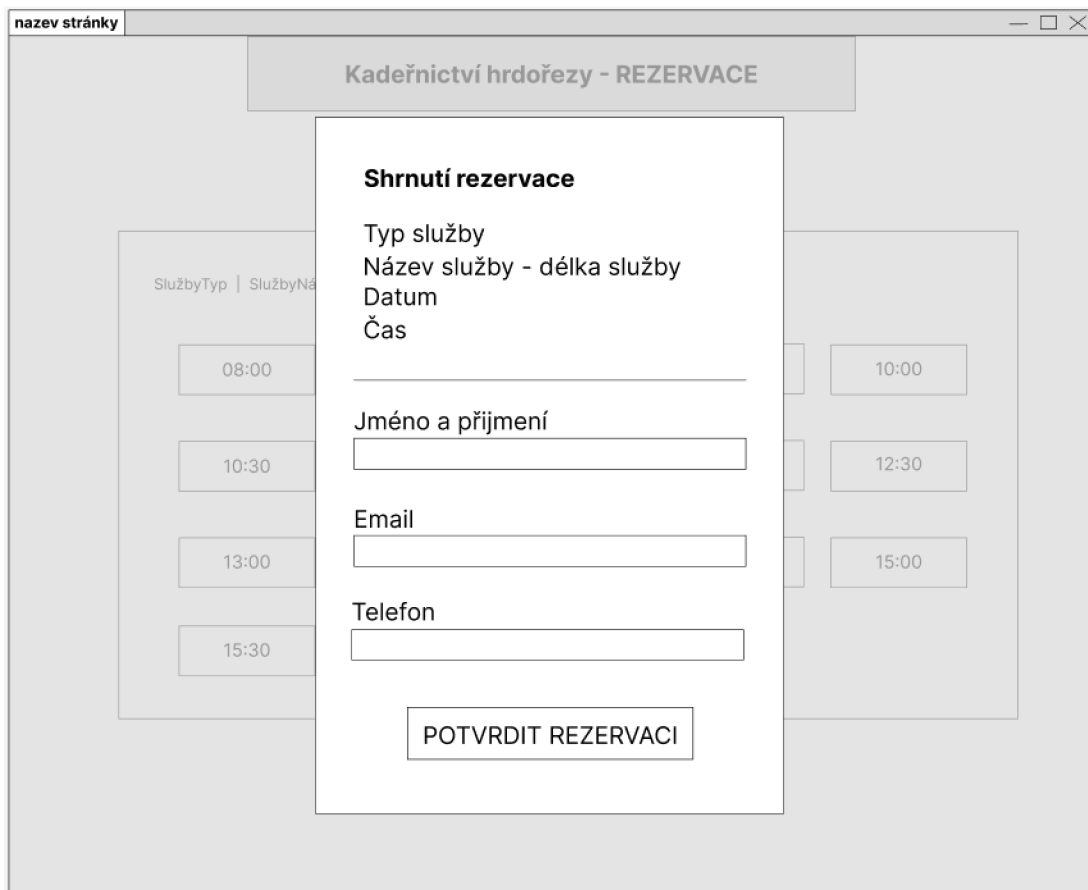 nazev stránky
Kadeřnictví hrdořezy - REZERVACE
Shrnutí rezervace
Typ služby
Název služby - délka služby
Datum
Čas
Jméno a přijmení
Email
Telefon
POTVRDIT REZERVACI
SlužbyTyp | SlužbyNá
08:00
10:00
10:30
12:30
13:00
15:00
15:30